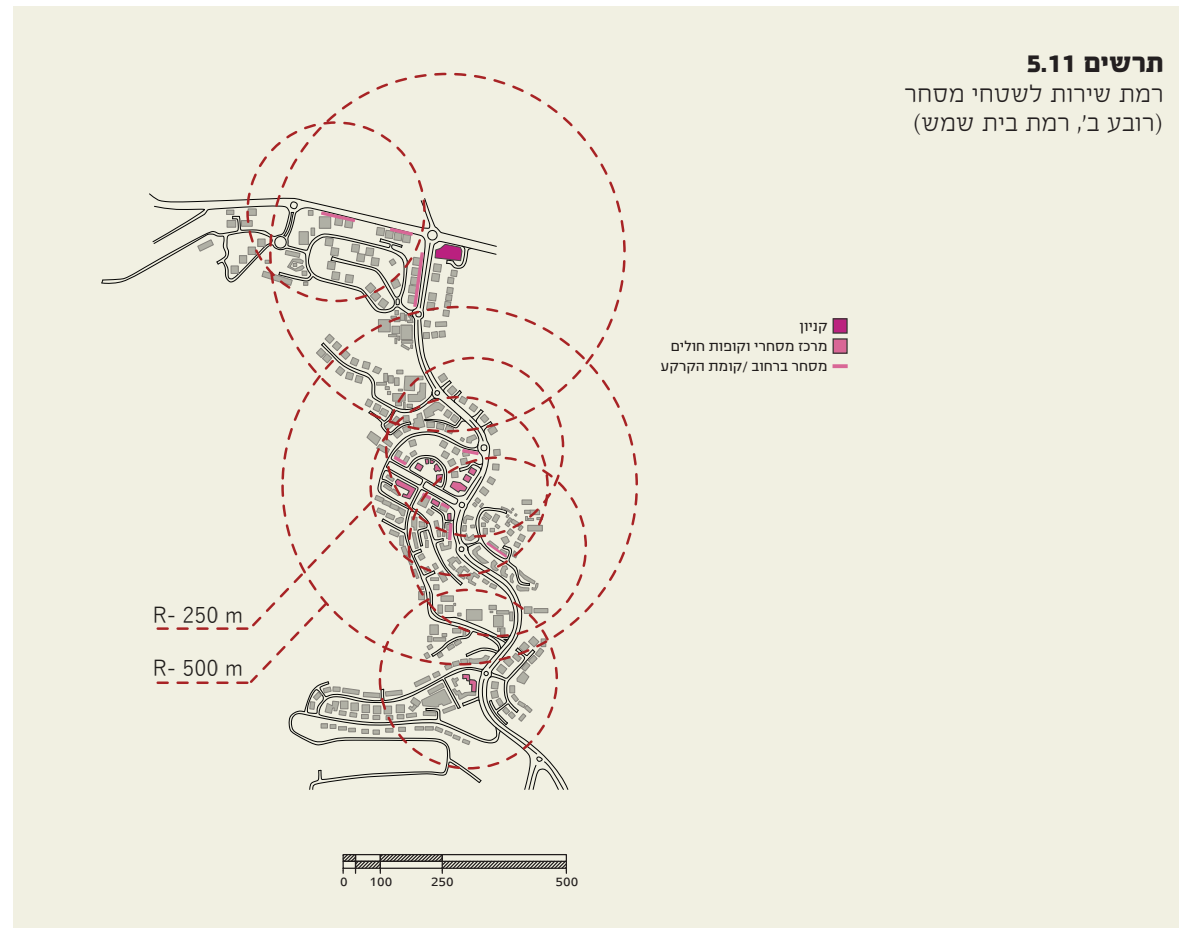 תרשים 5.11
רמת שירות לשטחי מסחר
(רובע ב', רמת בית שמש)
קניון
מרכז מסחרי וקופות חולים
מסחר ברחוב /קומת הקרקע
R- 250 m
R- 500 m
0 100 250 500